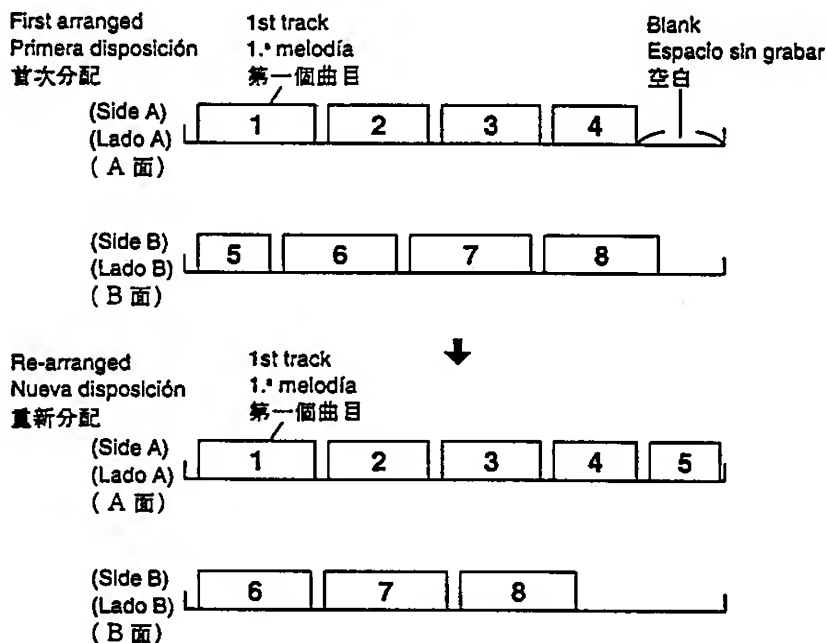 First arranged
Primera disposición
首次分配
1st track
1.ª melodía
第一個曲目
Blank
Espacio sin grabar
空白
(Side A)
(Lado A)
(A 面)
1 2 3 4
(Side B)
(Lado B)
(B 面)
5 6 7 8
Re-arranged
Nueva disposición
重新分配
1st track
1.ª melodía
第一個曲目
(Side A)
(Lado A)
(A 面)
1 2 3 4 5
(Side B)
(Lado B)
(B 面)
6 7 8